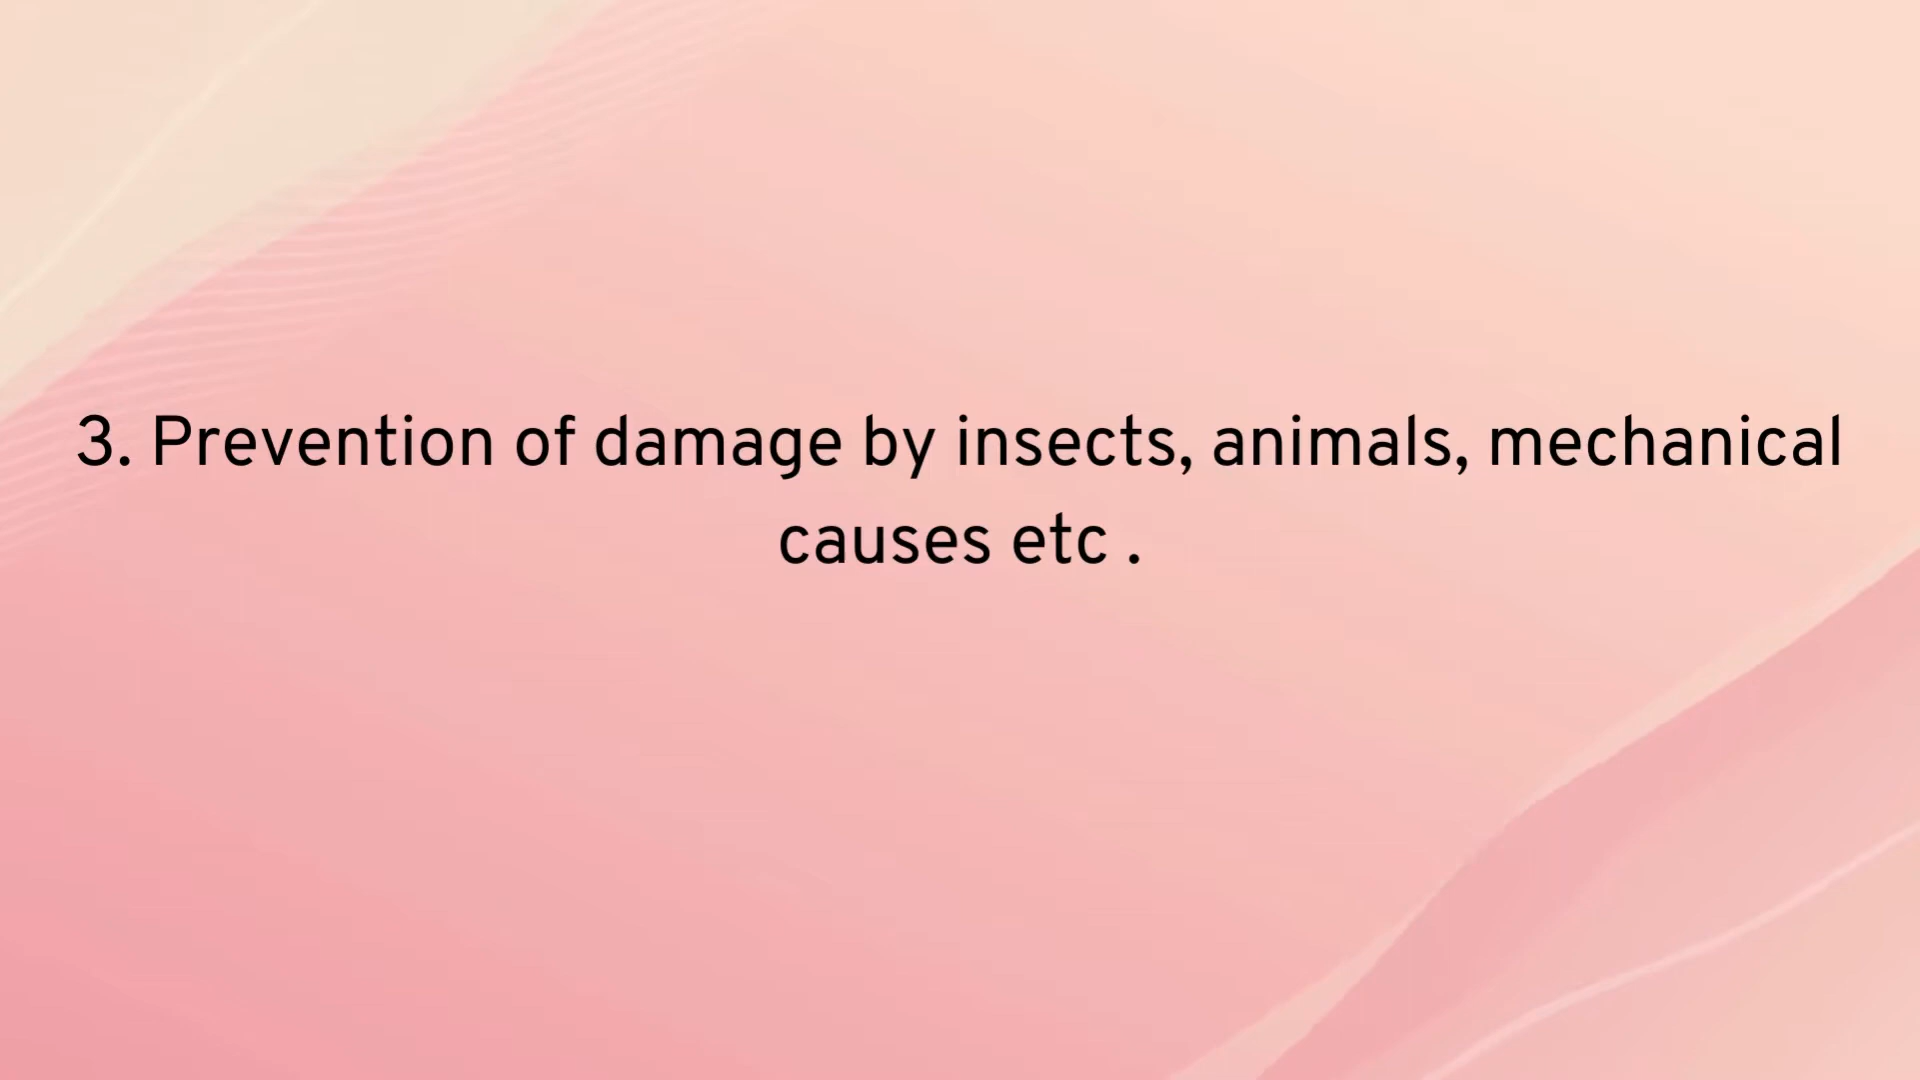 3. Prevention of damage by insects, animals, mechanical
causes etc .